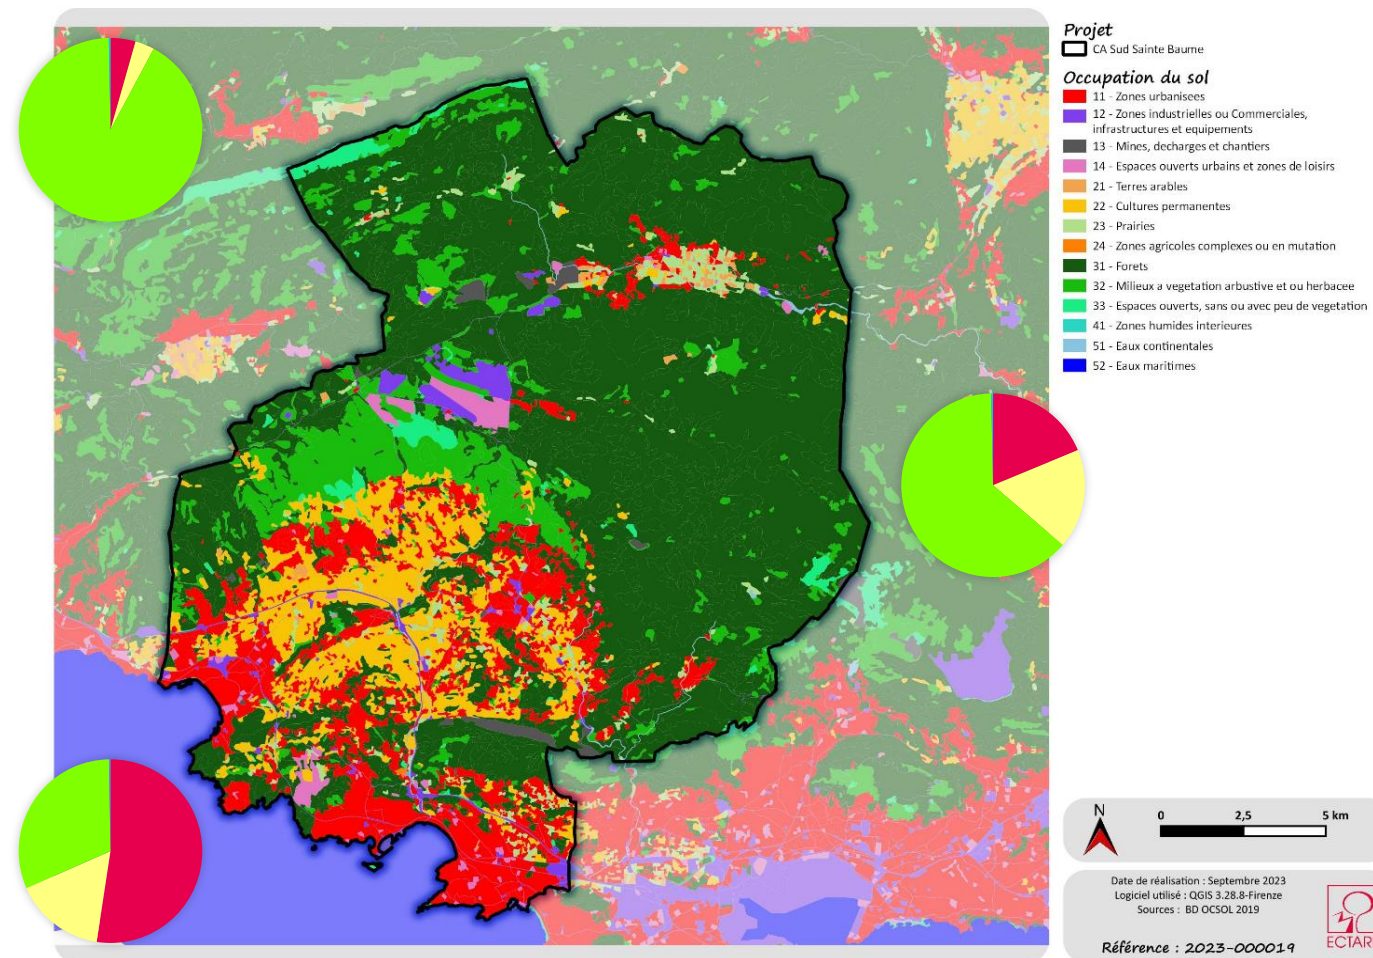 Projet
CA Sud Sainte Baume
Occupation du sol
11 - Zones urbanisees
12 - Zones industrielles ou Commerciales,
infrastructures et equipements
13 - Mines, decharges et chantiers
14 - Espaces ouverts urbains et zones de loisirs
21 - Terres arables
22 - Cultures permanentes
23 - Prairies
24 - Zones agricoles complexes ou en mutation
31 - Forets
32 - Milieux a vegetation arbustive et ou herbacee
33 - Espaces ouverts, sans ou avec peu de vegetation
41 - Zones humides interieures
51 - Eaux continentales
52 - Eaux maritimes
N
0 2,5 5 km
Date de réalisation : Septembre 2023
Logiciel utilisé : QGIS 3.28.8-Firenze
Sources : BD OCSOL 2019
Référence : 2023-000019
ECTAR